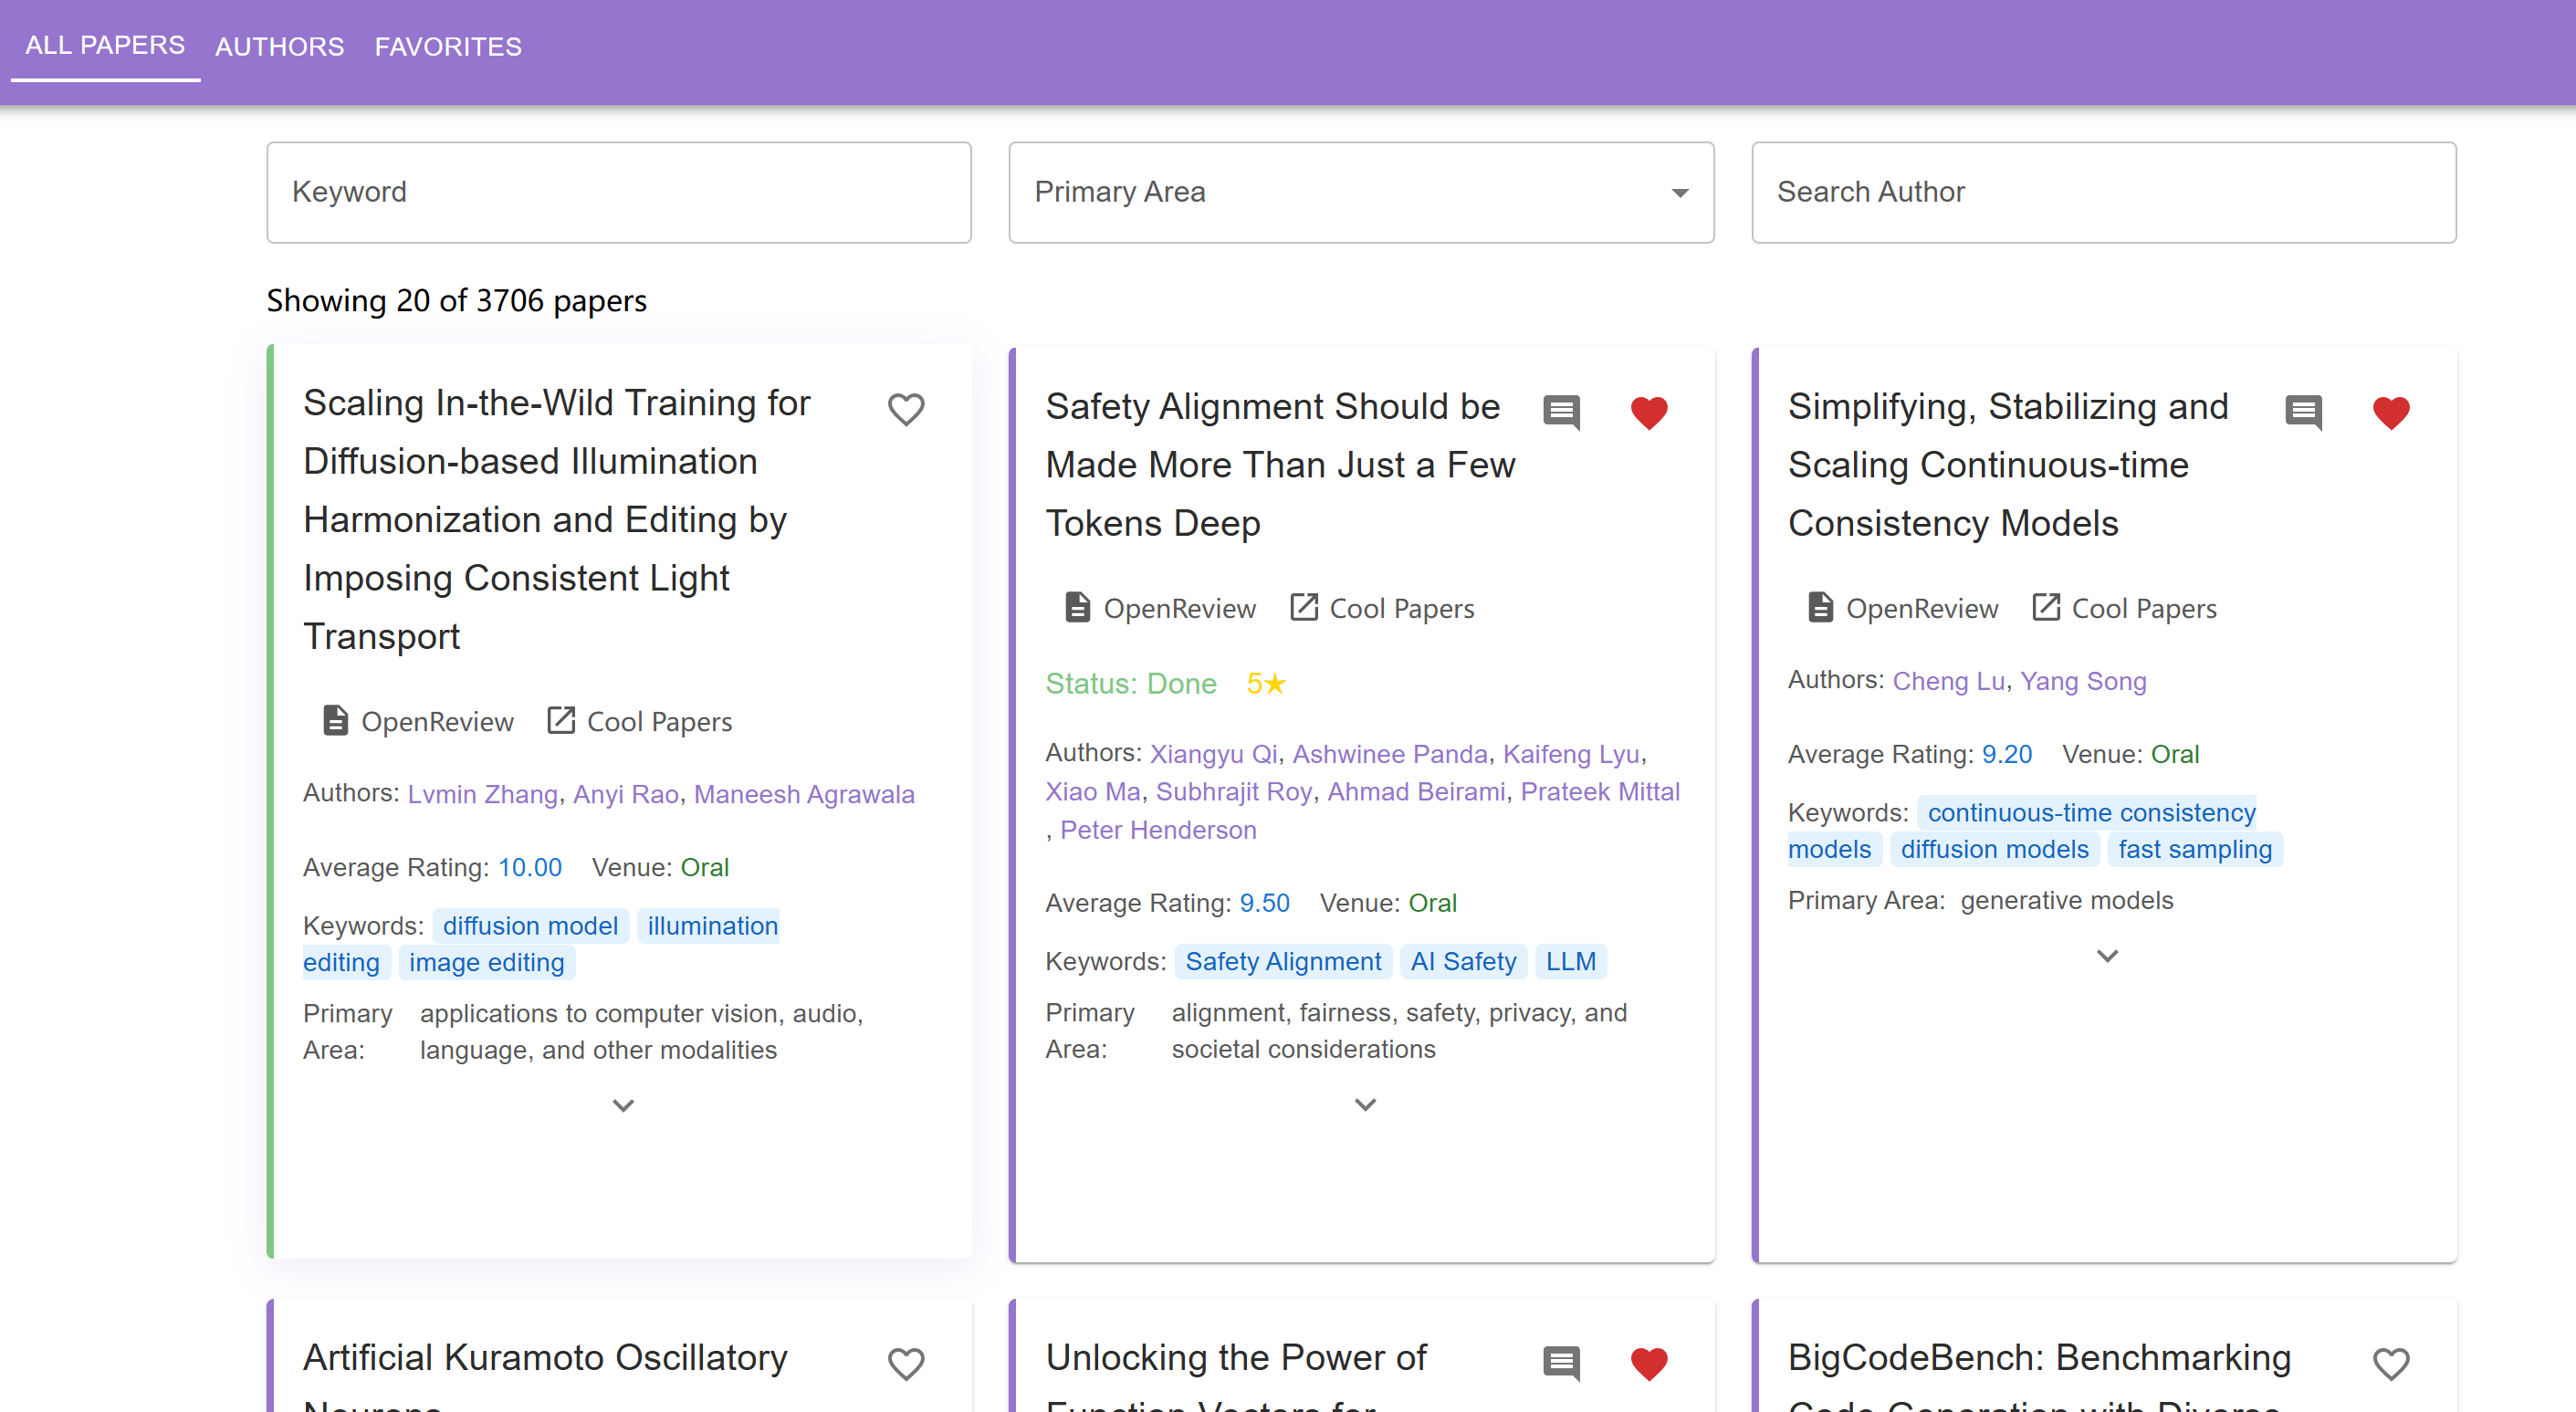 ALL PAPERS AUTHORS FAVORITES
Keyword
Primary Area
Search Author
Showing 20 of 3706 papers
Scaling In-the-Wild Training for
Diffusion-based Illumination
Harmonization and Editing by
Imposing Consistent Light
Transport
OpenReview Cool Papers
Authors: Lvmin Zhang, Anyi Rao, Maneesh Agrawala
Average Rating: 10.00 Venue: Oral
Keywords: diffusion model illumination
editing image editing
Primary Area: applications to computer vision, audio,
language, and other modalities
Safety Alignment Should be
Made More Than Just a Few
Tokens Deep
OpenReview Cool Papers
Status: Done 5★
Authors: Xiangyu Qi, Ashwinee Panda, Kaifeng Lyu,
Xiao Ma, Subhrajit Roy, Ahmad Beirami, Prateek Mittal
, Peter Henderson
Average Rating: 9.50 Venue: Oral
Keywords: Safety Alignment AI Safety LLM
Primary Area: alignment, fairness, safety, privacy, and
societal considerations
Simplifying, Stabilizing and
Scaling Continuous-time
Consistency Models
OpenReview Cool Papers
Authors: Cheng Lu, Yang Song
Average Rating: 9.20 Venue: Oral
Keywords: continuous-time consistency
models diffusion models fast sampling
Primary Area: generative models
Artificial Kuramoto Oscillatory
Neurons
Unlocking the Power of
Function Vectors for
BigCodeBench: Benchmarking
Code Generation with Diverse